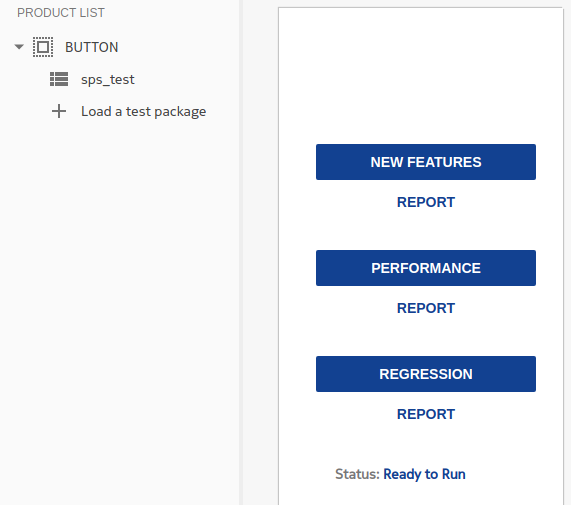 PRODUCT LIST
BUTTON
sps_test
Load a test package
NEW FEATURES
REPORT
PERFORMANCE
REPORT
REGRESSION
REPORT
Status: Ready to Run